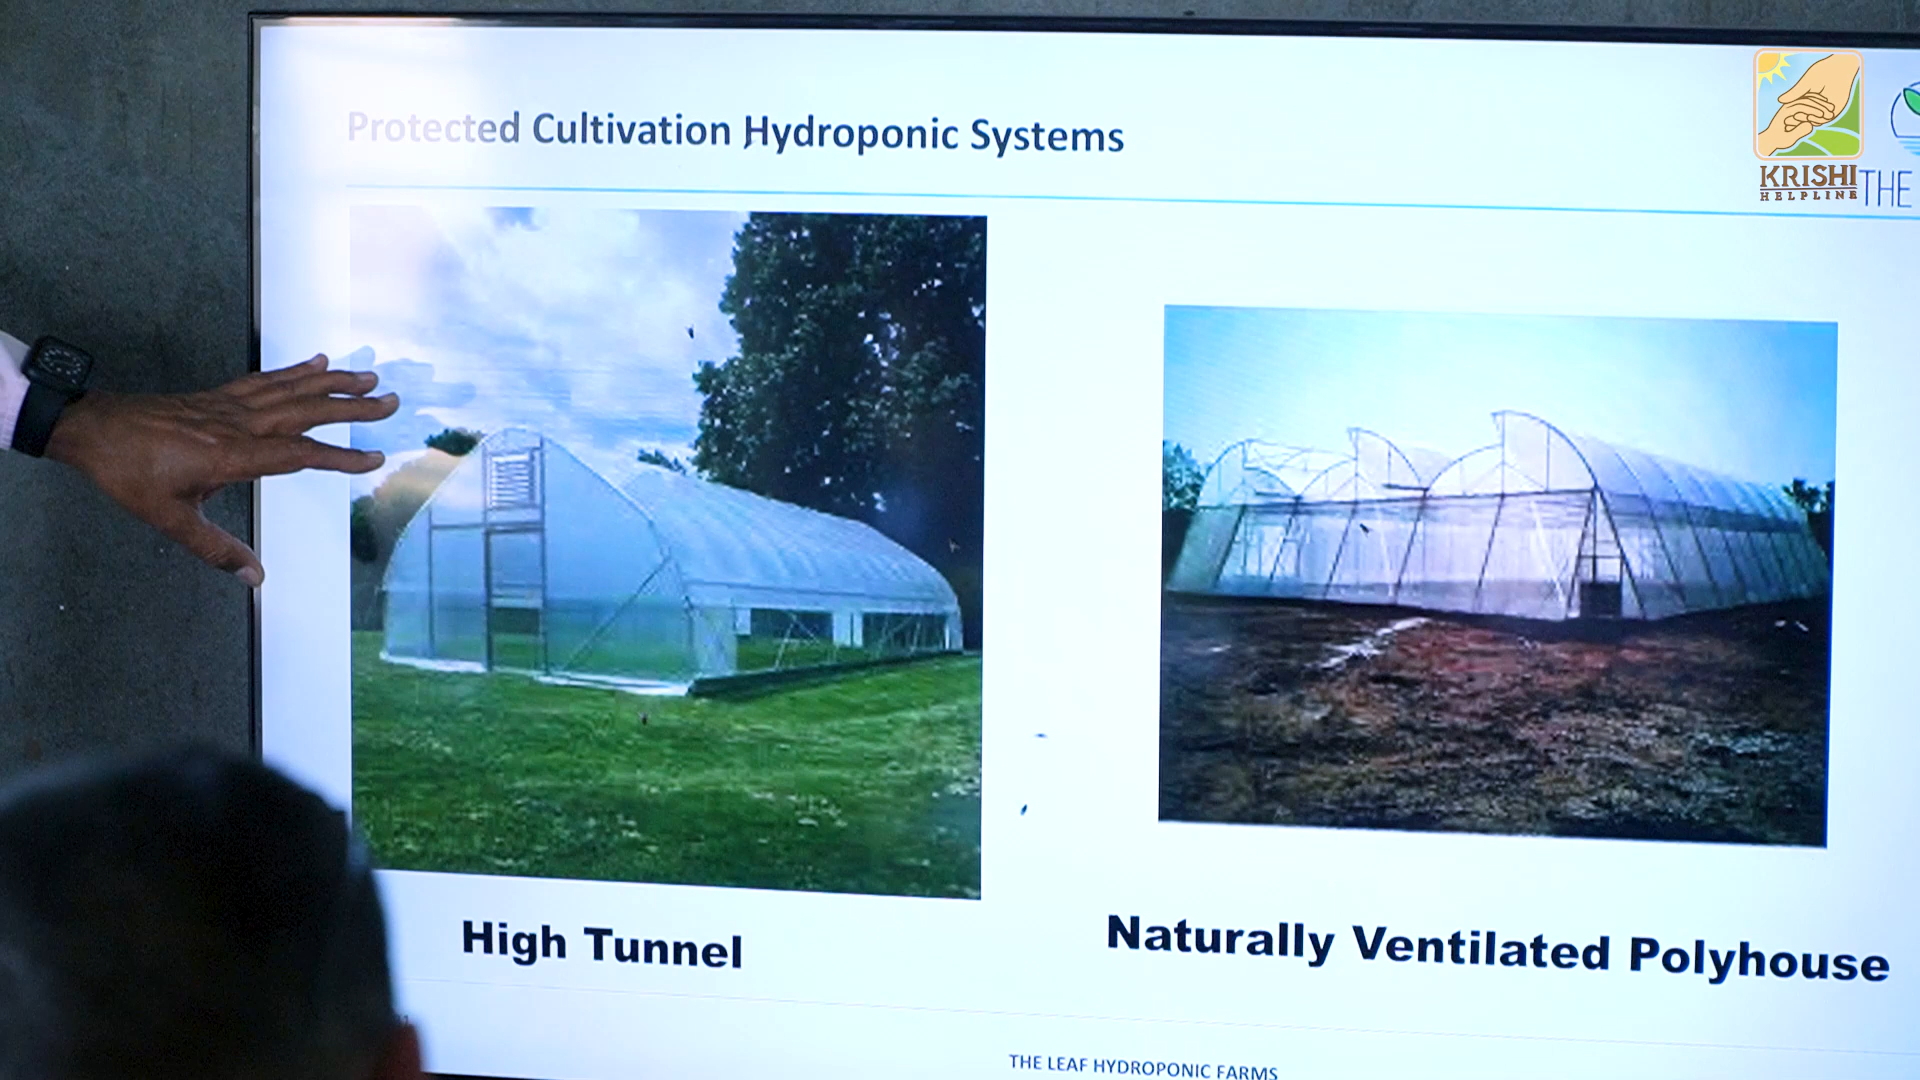 Protected Cultivation Hydroponic Systems
KRISHI
HELPLINE
THE
High Tunnel
Naturally Ventilated Polyhouse
THE LEAF HYDROPONIC FARMS